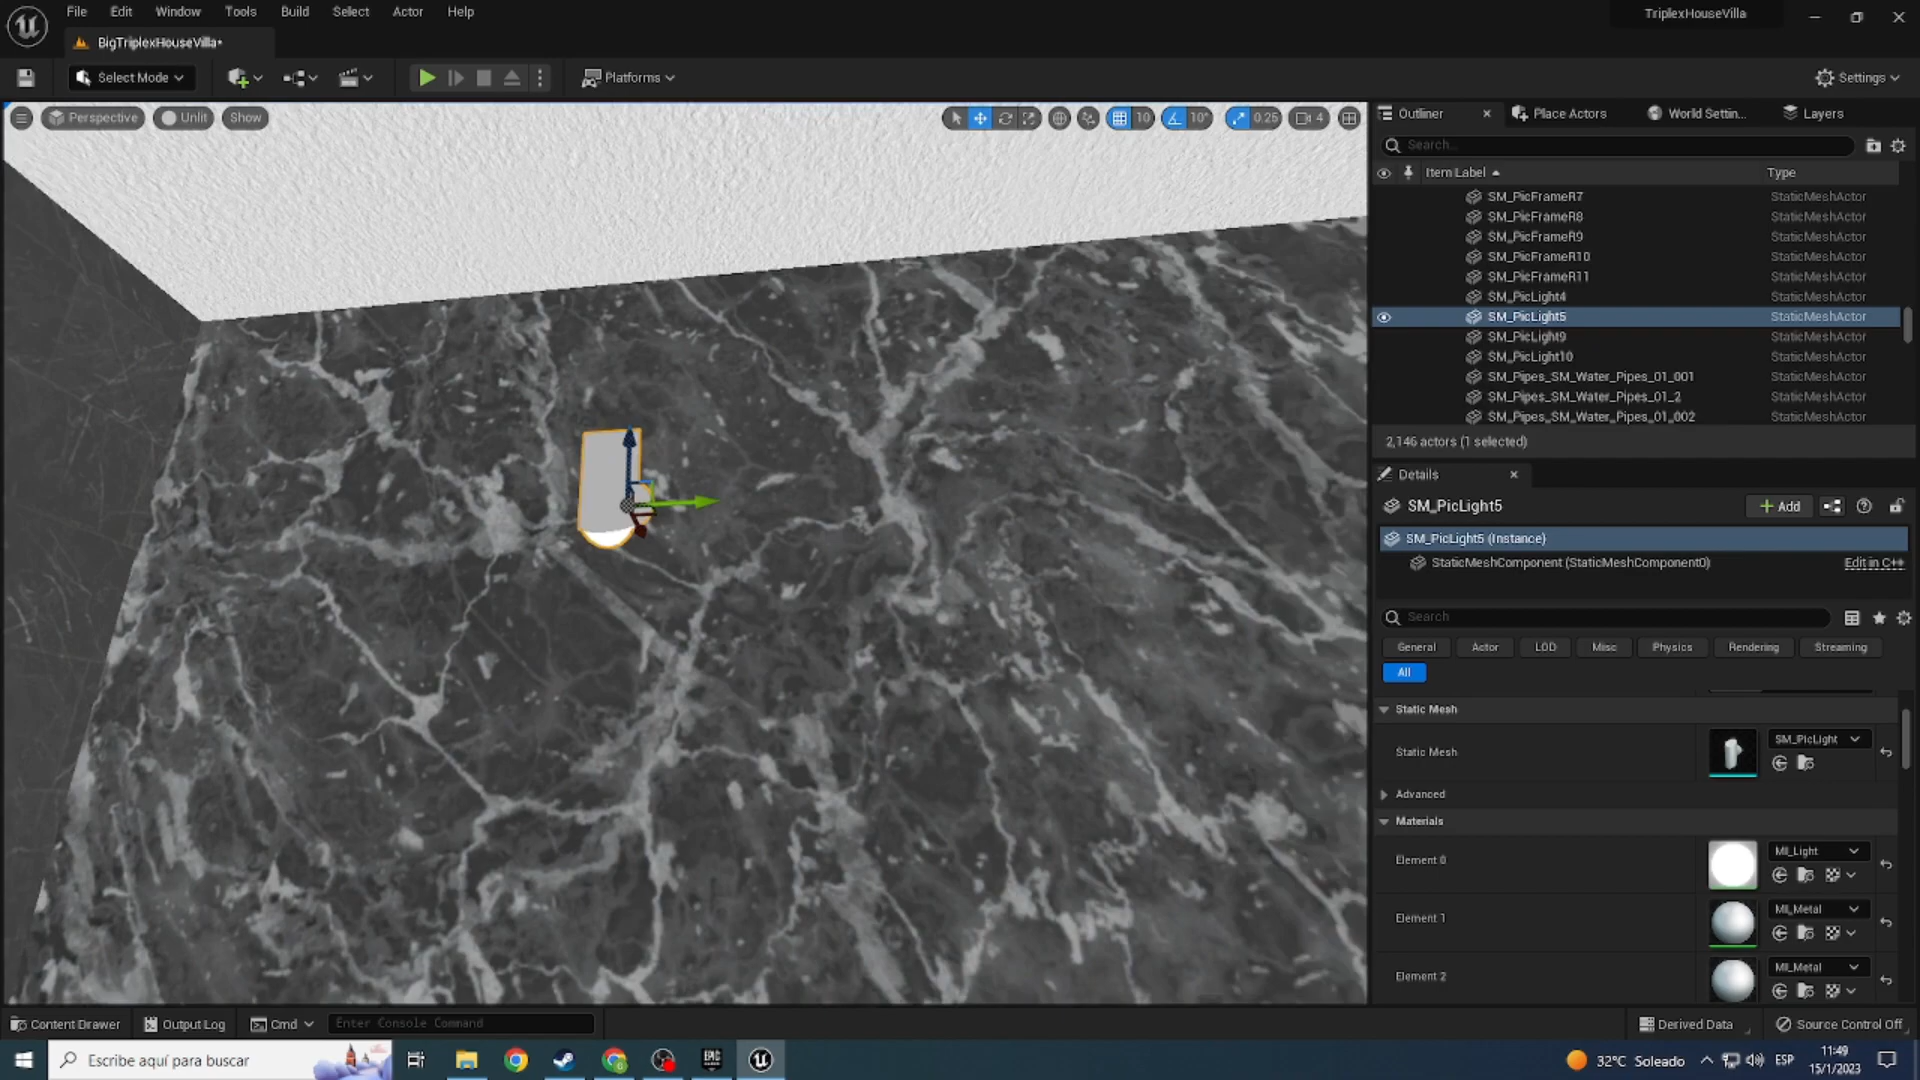 File Edit Window Tools Build Select Actor Help
TriplexHouseVilla
BigTriplexHouseVilla*
Select Mode
Platforms
Settings
Perspective Unlit Show
10 10° 0.25 4
Outliner Place Actors World Settin... Layers
Search...
Item Label Type
SM_PicFrameR7 StaticMeshActor
SM_PicFrameR8 StaticMeshActor
SM_PicFrameR9 StaticMeshActor
SM_PicFrameR10 StaticMeshActor
SM_PicFrameR11 StaticMeshActor
SM_PicLight4 StaticMeshActor
SM_PicLight5 StaticMeshActor
SM_PicLight9 StaticMeshActor
SM_PicLight10 StaticMeshActor
SM_Pipes_SM_Water_Pipes_01_001 StaticMeshActor
SM_Pipes_SM_Water_Pipes_01_2 StaticMeshActor
SM_Pipes_SM_Water_Pipes_01_002 StaticMeshActor
2,146 actors (1 selected)
Details
SM_PicLight5 + Add
SM_PicLight5 (Instance)
StaticMeshComponent (StaticMeshComponent0) Edit in C++
Search
General Actor LOD Misc Physics Rendering Streaming
All
Static Mesh
Static Mesh SM_PicLight
Advanced
Materials
Element 0 MI_Light
Element 1 MI_Metal
Element 2 MI_Metal
Content Drawer Output Log Cmd Enter Console Command Derived Data Source Control Off
Escribe aquí para buscar EPIC 32°C Soleado ESP 11:49
15/1/2023